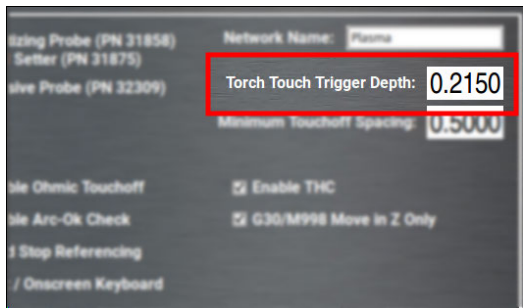 tizing Probe (PN 31858)
Network Name: Plasma
Setter (PN 31875)
sive Probe (PN 32309)
Torch Touch Trigger Depth: 0.2150
Minimum Touchoff Spacing: 0.5000
ble Ohmic Touchoff
Enable THC
ble Arc-Ok Check
G30/M998 Move in Z Only
d Stop Referencing
/ Onscreen Keyboard